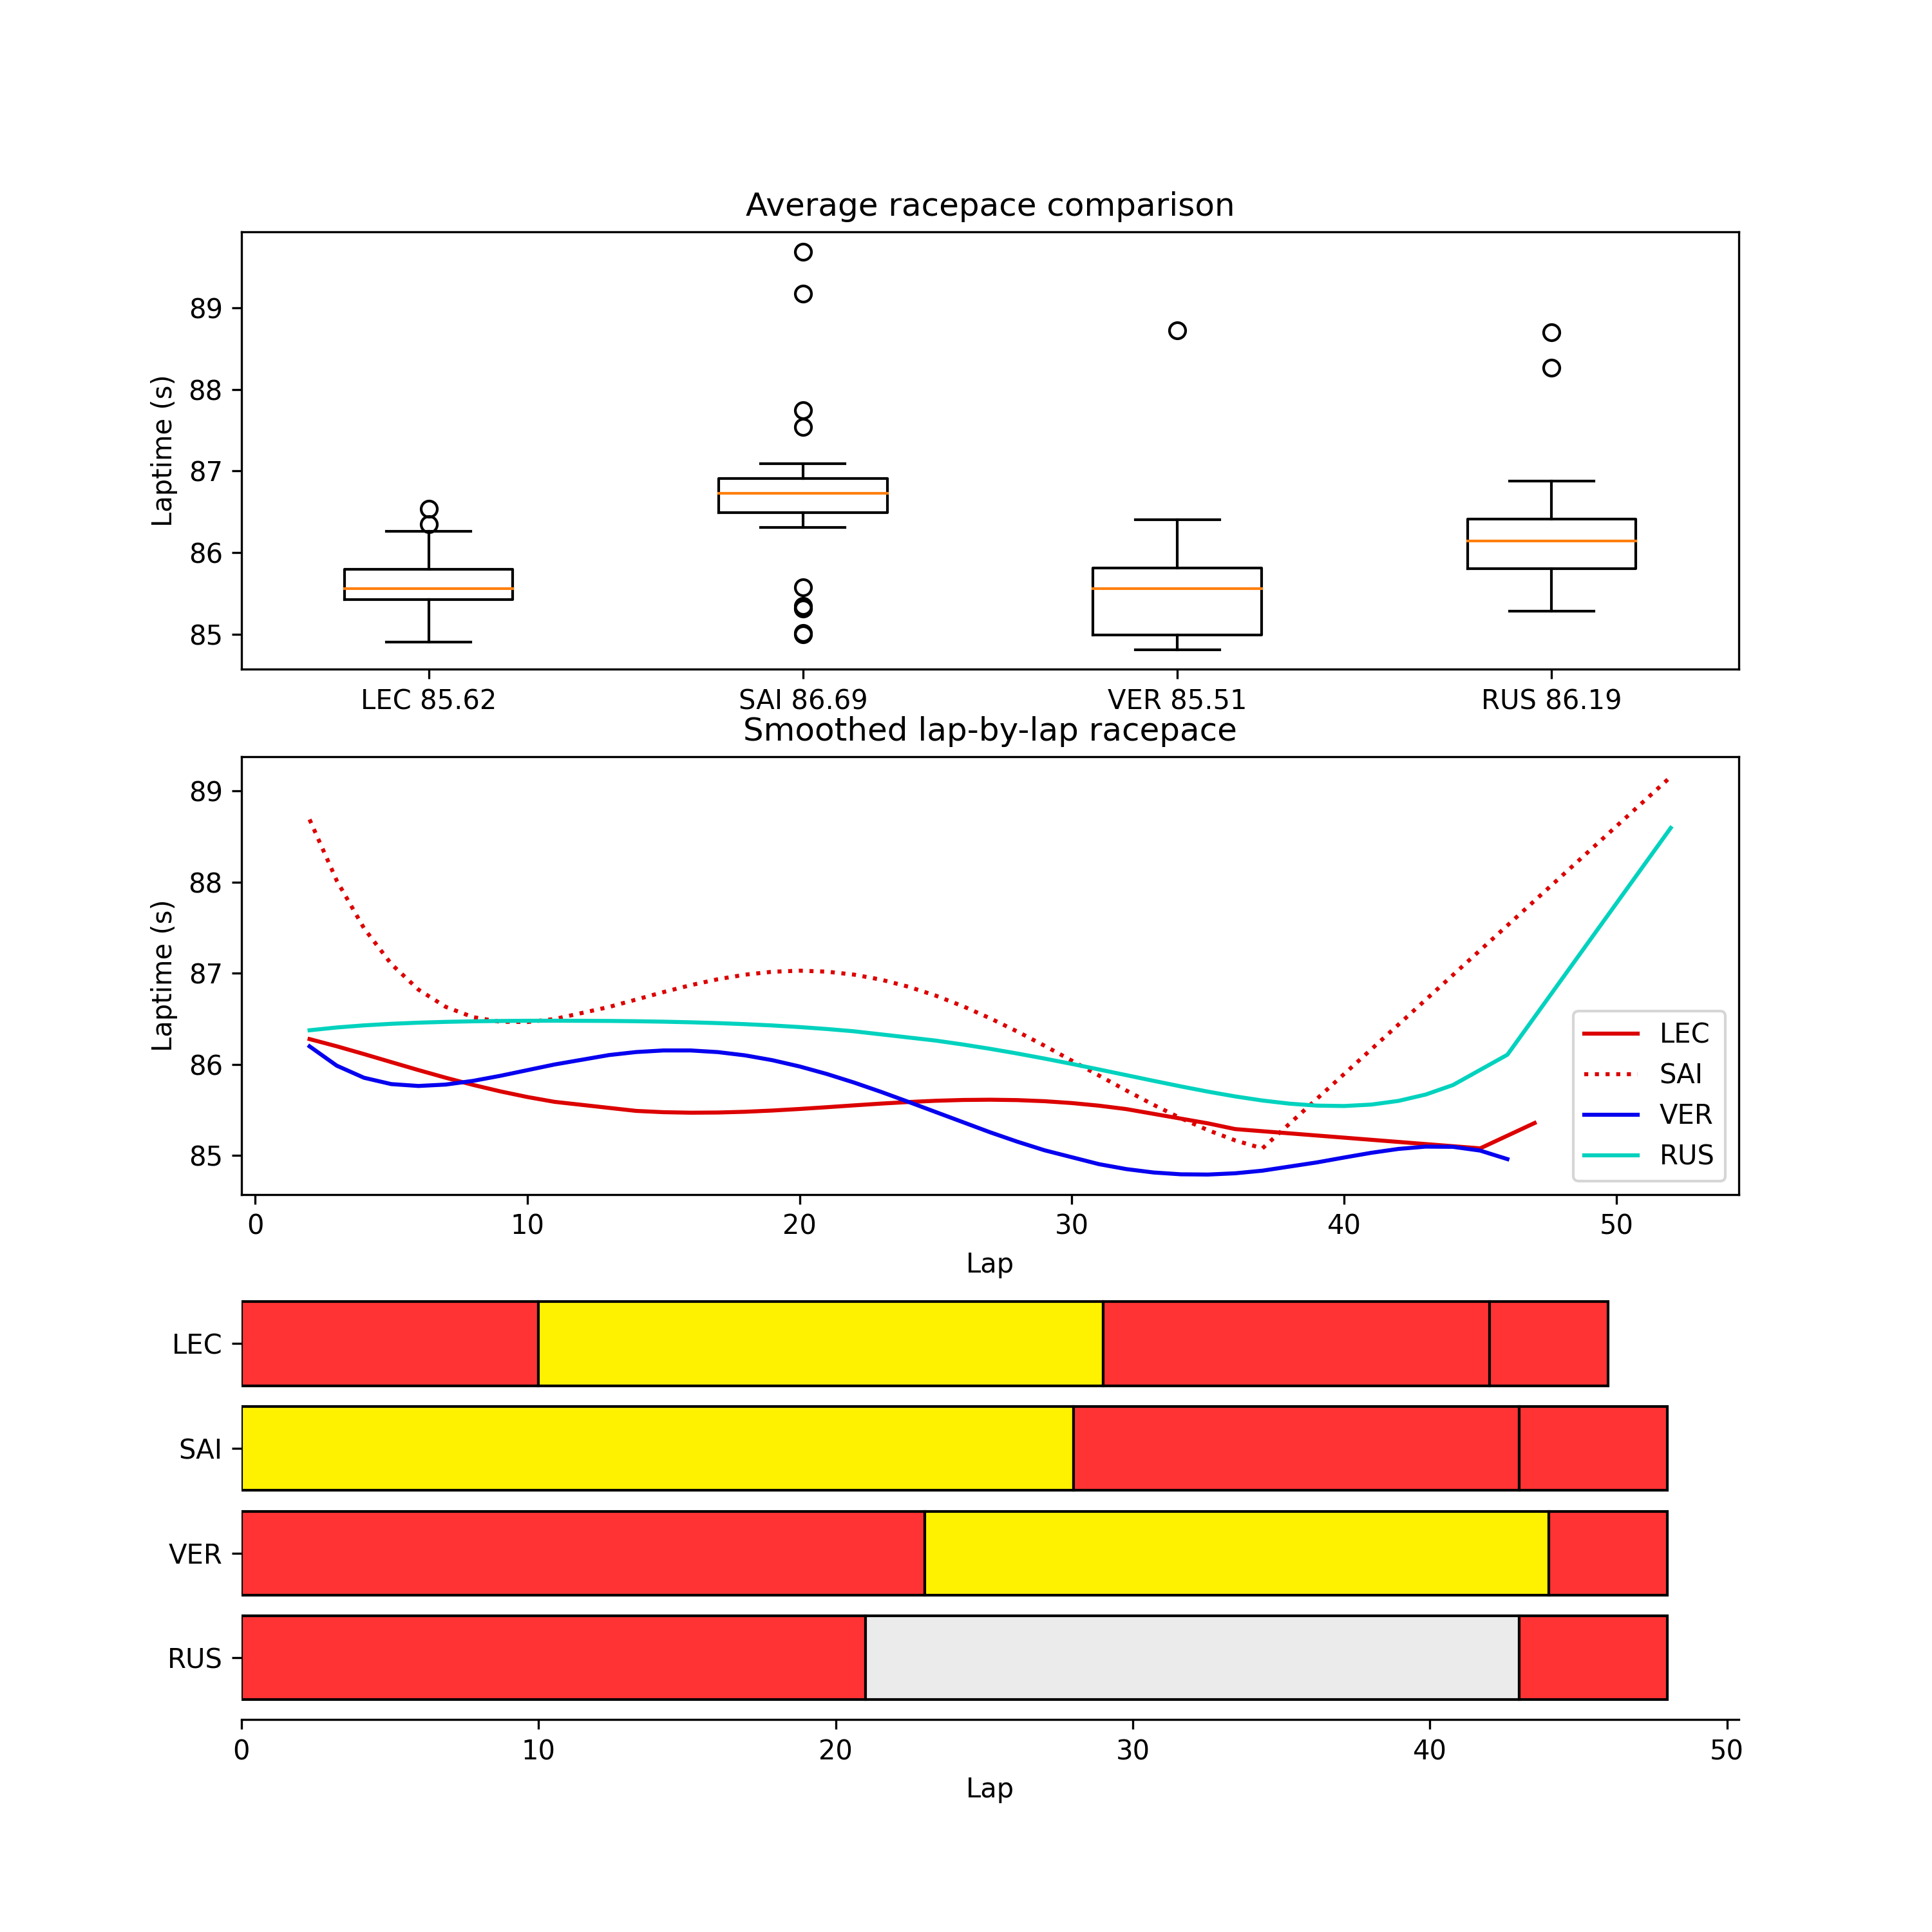 Average racepace comparison
Laptime (s)
89
88
87
86
85
LEC 85.62 SAI 86.69 VER 85.51 RUS 86.19
Smoothed lap-by-lap racepace
Laptime (s)
89
88
87
86
85
LEC
SAI
VER
RUS
0 10 20 30 40 50
Lap
LEC
SAI
VER
RUS
0 10 20 30 40 50
Lap